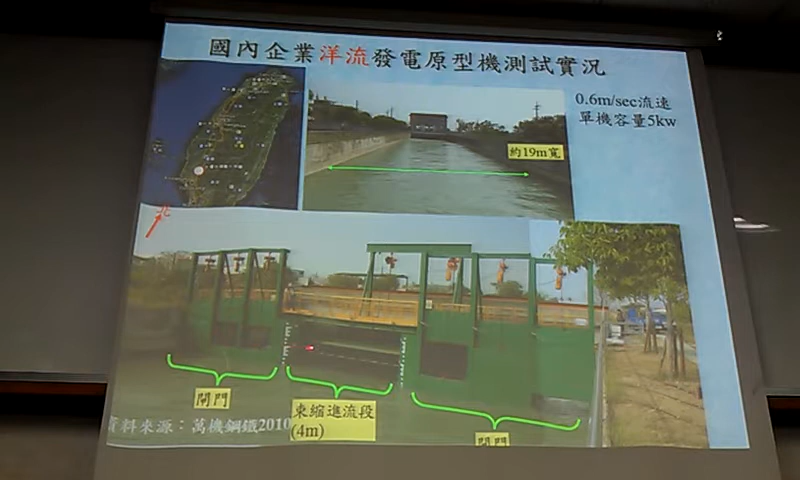 國內企業洋流發電原型機測試實況
0.6m/sec流速
單機容量5kw
約19m寬
北
閘門
束縮進流段
(4m)
閘門
資料來源：萬機鋼鐵2010